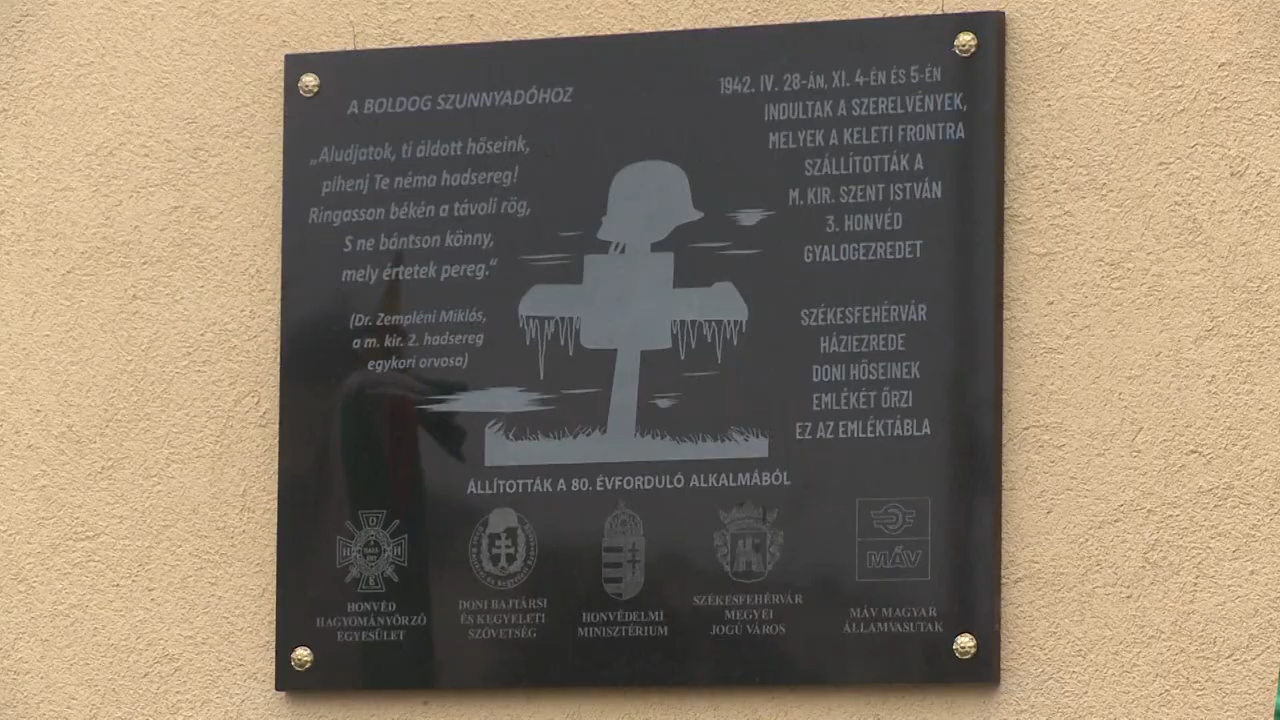 A BOLDOG SZUNNYADÓHOZ
„Aludjatok, ti áldott hőseink,
pihenj Te néma hadsereg!
Ringasson békén a távoli rög,
S ne bántson könny,
mely értetek pereg.“
(Dr. Zempléni Miklós,
a m. kir. 2. hadsereg
egykori orvosa)
1942. IV. 28-ÁN, XI. 4-ÉN ÉS 5-ÉN
INDULTAK A SZERELVÉNYEK,
MELYEK A KELETI FRONTRA
SZÁLLÍTOTTÁK A
M. KIR. SZENT ISTVÁN
3. HONVÉD
GYALOGEZREDET
SZÉKESFEHÉRVÁR
HÁZIEZREDE
DONI HŐSEINEK
EMLÉKÉT ŐRZI
EZ AZ EMLÉKTÁBLA
ÁLLÍTOTTÁK A 80. ÉVFORDULÓ ALKALMÁBÓL
HONVÉD
HAGYOMÁNYŐRZŐ
EGYESÜLET
DONI BAJTÁRSI
ÉS KEGYELETI
SZÖVETSÉG
HONVÉDELMI
MINISZTÉRIUM
SZÉKESFEHÉRVÁR
MEGYEI
JOGÚ VÁROS
MÁV
MÁV MAGYAR
ÁLLAMVASUTAK